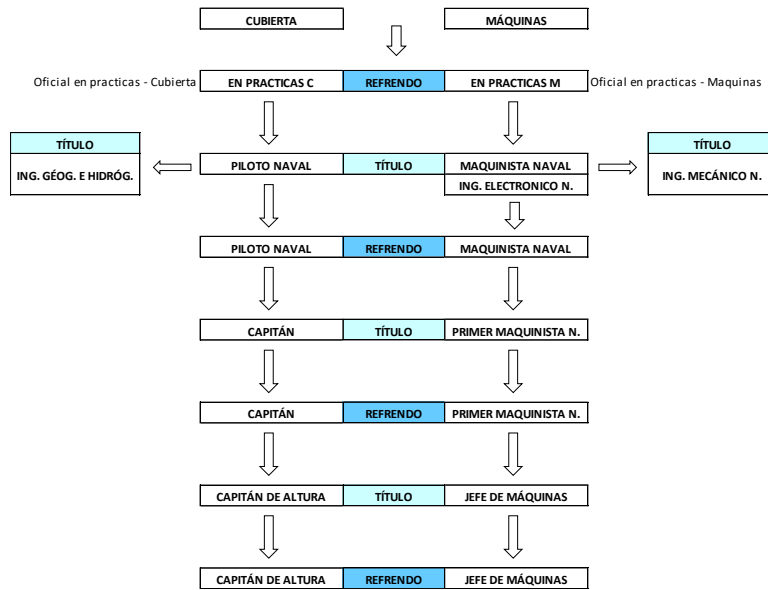 CUBIERTA MÁQUINAS
Oficial en practicas - Cubierta EN PRACTICAS C REFRENDO EN PRACTICAS M Oficial en practicas - Maquinas
TÍTULO TÍTULO
PILOTO NAVAL TÍTULO MAQUINISTA NAVAL
ING. GÉOG. E HIDRÓG. ING. MECÁNICO N.
ING. ELECTRONICO N.
PILOTO NAVAL REFRENDO MAQUINISTA NAVAL
CAPITÁN TÍTULO PRIMER MAQUINISTA N.
CAPITÁN REFRENDO PRIMER MAQUINISTA N.
CAPITÁN DE ALTURA TÍTULO JEFE DE MÁQUINAS
CAPITÁN DE ALTURA REFRENDO JEFE DE MÁQUINAS